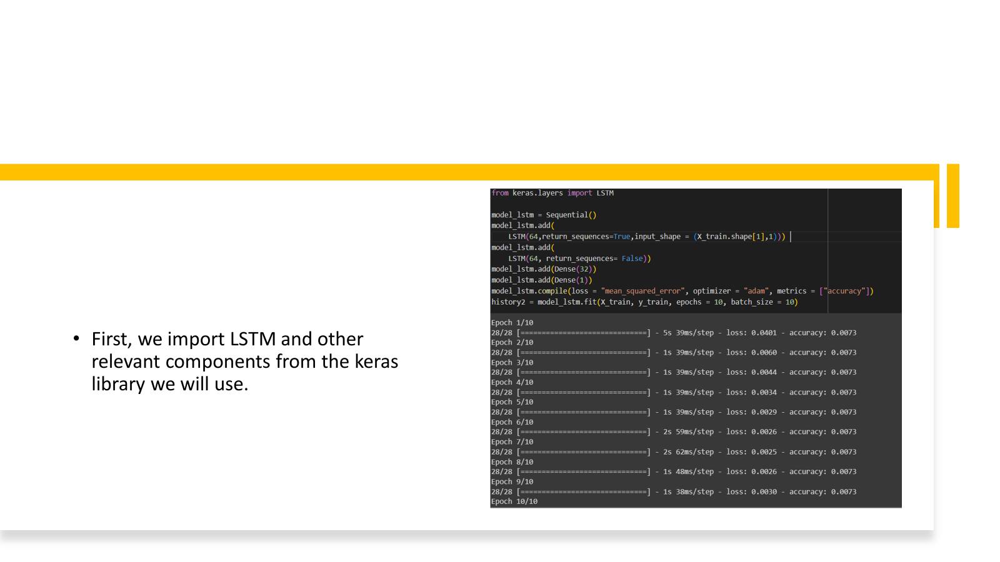 • First, we import LSTM and other
relevant components from the keras
library we will use.
from keras.layers import LSTM
model_lstm = Sequential()
model_lstm.add(
    LSTM(64,return_sequences=True,input_shape = (X_train.shape[1],1)))
model_lstm.add(
    LSTM(64, return_sequences= False))
model_lstm.add(Dense(32))
model_lstm.add(Dense(1))
model_lstm.compile(loss = "mean_squared_error", optimizer = "adam", metrics = ["accuracy"])
history2 = model_lstm.fit(X_train, y_train, epochs = 10, batch_size = 10)
Epoch 1/10
28/28 [==============================] - 5s 39ms/step - loss: 0.0401 - accuracy: 0.0073
Epoch 2/10
28/28 [==============================] - 1s 39ms/step - loss: 0.0060 - accuracy: 0.0073
Epoch 3/10
28/28 [==============================] - 1s 39ms/step - loss: 0.0044 - accuracy: 0.0073
Epoch 4/10
28/28 [==============================] - 1s 39ms/step - loss: 0.0034 - accuracy: 0.0073
Epoch 5/10
28/28 [==============================] - 1s 39ms/step - loss: 0.0029 - accuracy: 0.0073
Epoch 6/10
28/28 [==============================] - 2s 59ms/step - loss: 0.0026 - accuracy: 0.0073
Epoch 7/10
28/28 [==============================] - 2s 62ms/step - loss: 0.0025 - accuracy: 0.0073
Epoch 8/10
28/28 [==============================] - 1s 48ms/step - loss: 0.0026 - accuracy: 0.0073
Epoch 9/10
28/28 [==============================] - 1s 38ms/step - loss: 0.0030 - accuracy: 0.0073
Epoch 10/10